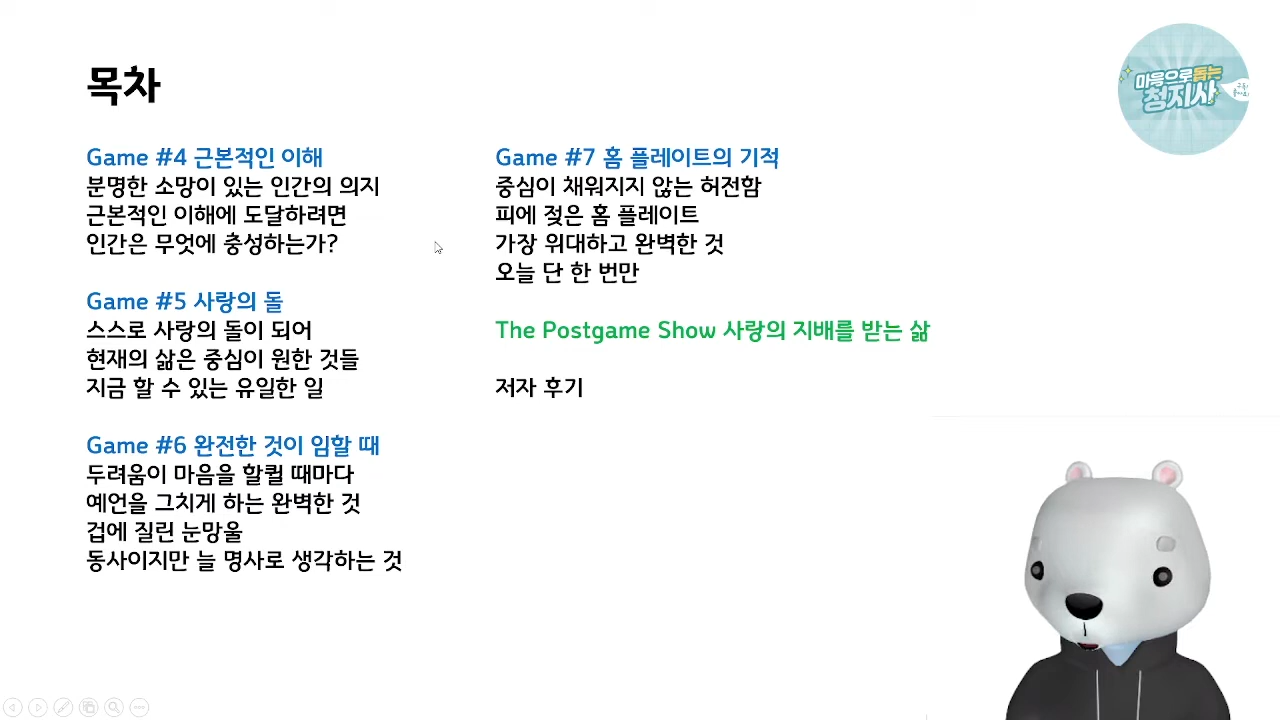 목차
마음으로돕는
청지사
Game #4 근본적인 이해
분명한 소망이 있는 인간의 의지
근본적인 이해에 도달하려면
인간은 무엇에 충성하는가?
Game #5 사랑의 돌
스스로 사랑의 돌이 되어
현재의 삶은 중심이 원한 것들
지금 할 수 있는 유일한 일
Game #6 완전한 것이 임할 때
두려움이 마음을 할퀼 때마다
예언을 그치게 하는 완벽한 것
겁에 질린 눈망울
동사이지만 늘 명사로 생각하는 것
Game #7 홈 플레이트의 기적
중심이 채워지지 않는 허전함
피에 젖은 홈 플레이트
가장 위대하고 완벽한 것
오늘 단 한 번만
The Postgame Show 사랑의 지배를 받는 삶
저자 후기